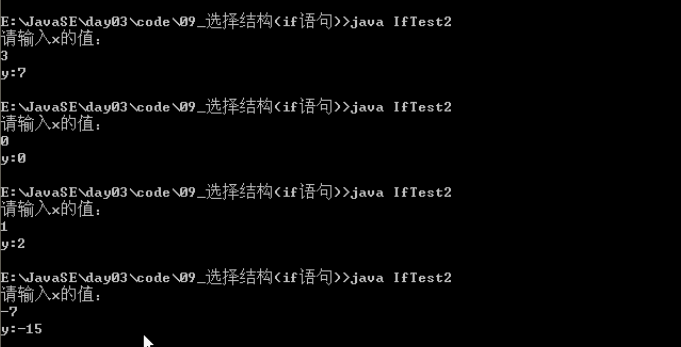 E:\JavaSE\day03\code\09_选择结构(if语句)>java IfTest2
请输入x的值:
3
y:7
E:\JavaSE\day03\code\09_选择结构(if语句)>java IfTest2
请输入x的值:
0
y:0
E:\JavaSE\day03\code\09_选择结构(if语句)>java IfTest2
请输入x的值:
1
y:2
E:\JavaSE\day03\code\09_选择结构(if语句)>java IfTest2
请输入x的值:
-7
y:-15